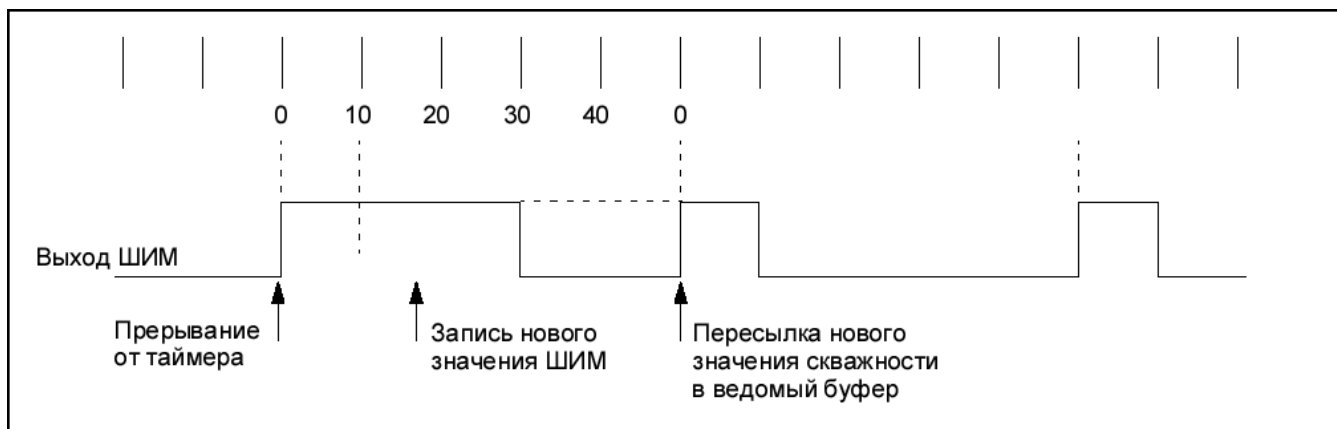 0 10 20 30 40 0
Выход ШИМ
Прерывание
от таймера
Запись нового
значения ШИМ
Пересылка нового
значения скважности
в ведомый буфер